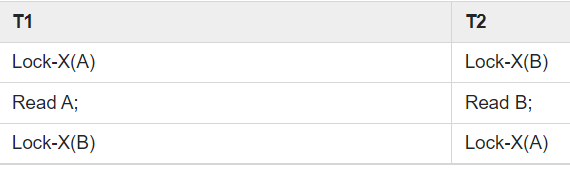 T1 T2
Lock-X(A) Lock-X(B)
Read A; Read B;
Lock-X(B) Lock-X(A)